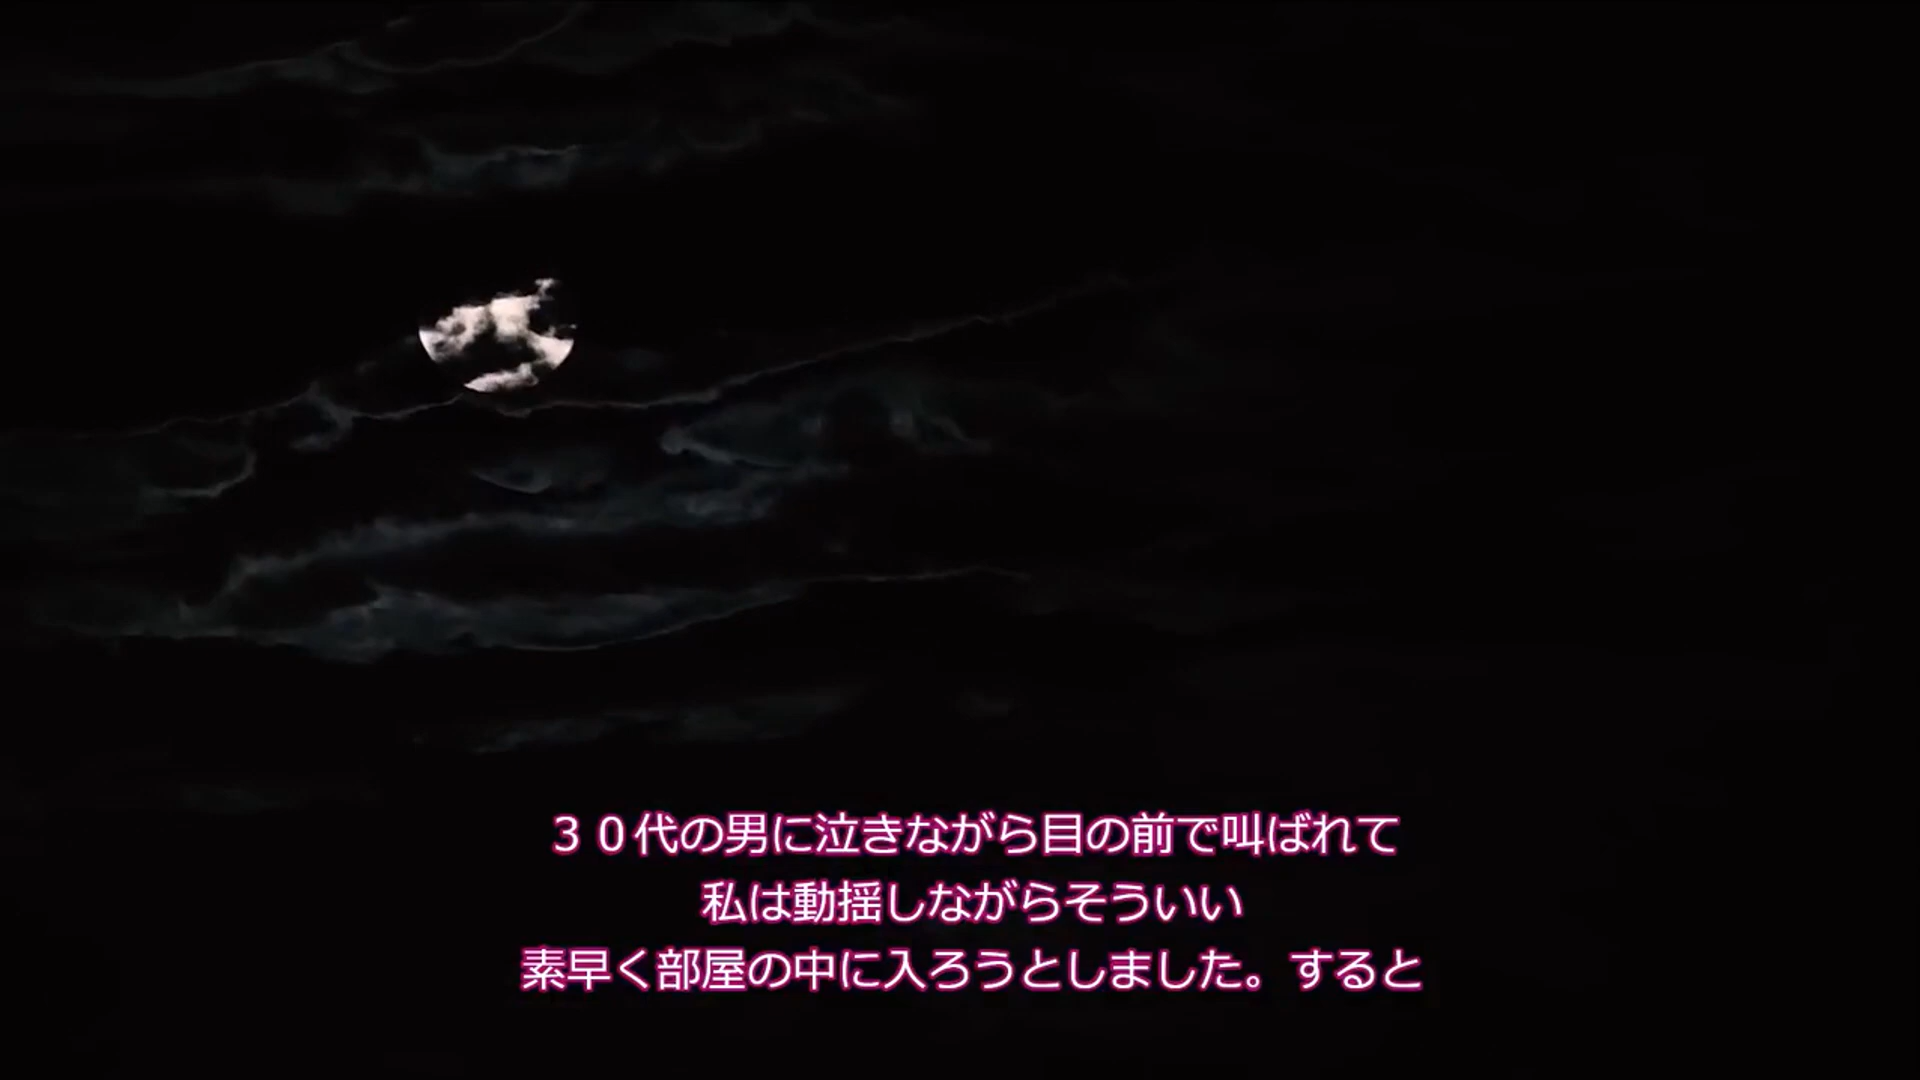 ３０代の男に泣きながら目の前で叫ばれて
私は動揺しながらそういい
素早く部屋の中に入ろうとしました。すると